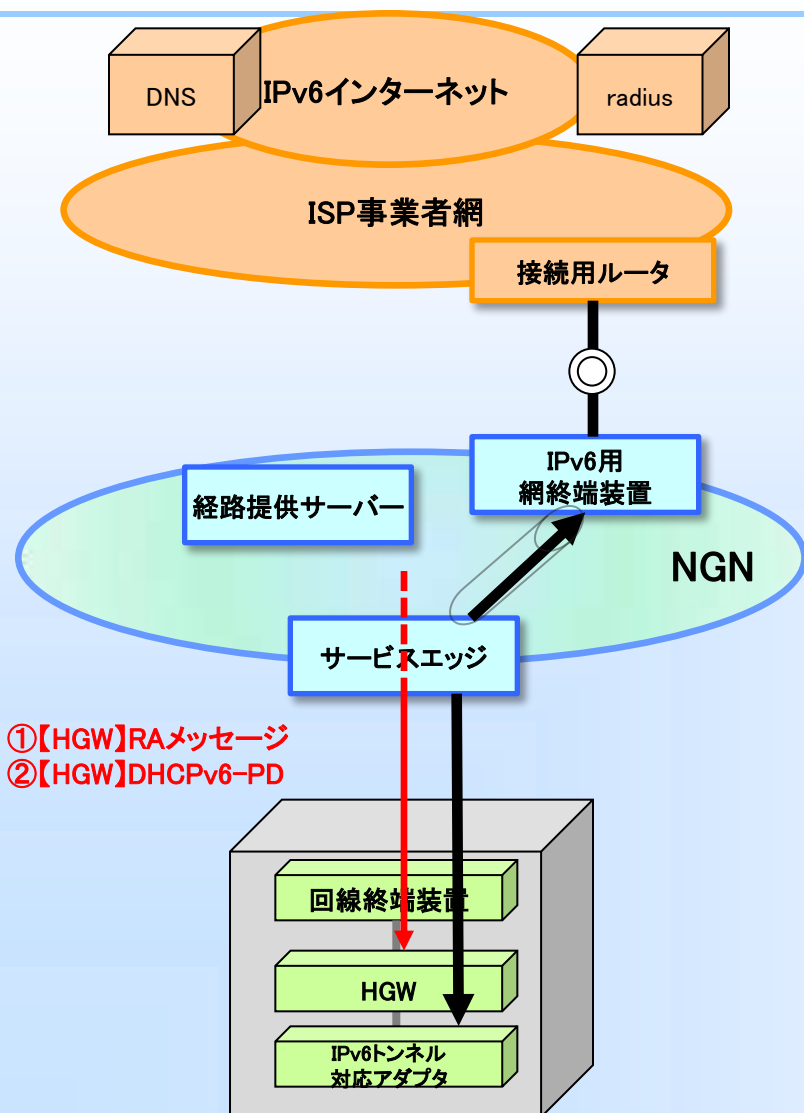 DNS
IPv6インターネット
radius
ISP事業者網
接続用ルータ
IPv6用
網終端装置
経路提供サーバー
NGN
サービスエッジ
①【HGW】RAメッセージ
②【HGW】DHCPv6-PD
回線終端装置
HGW
IPv6トンネル
対応アダプタ